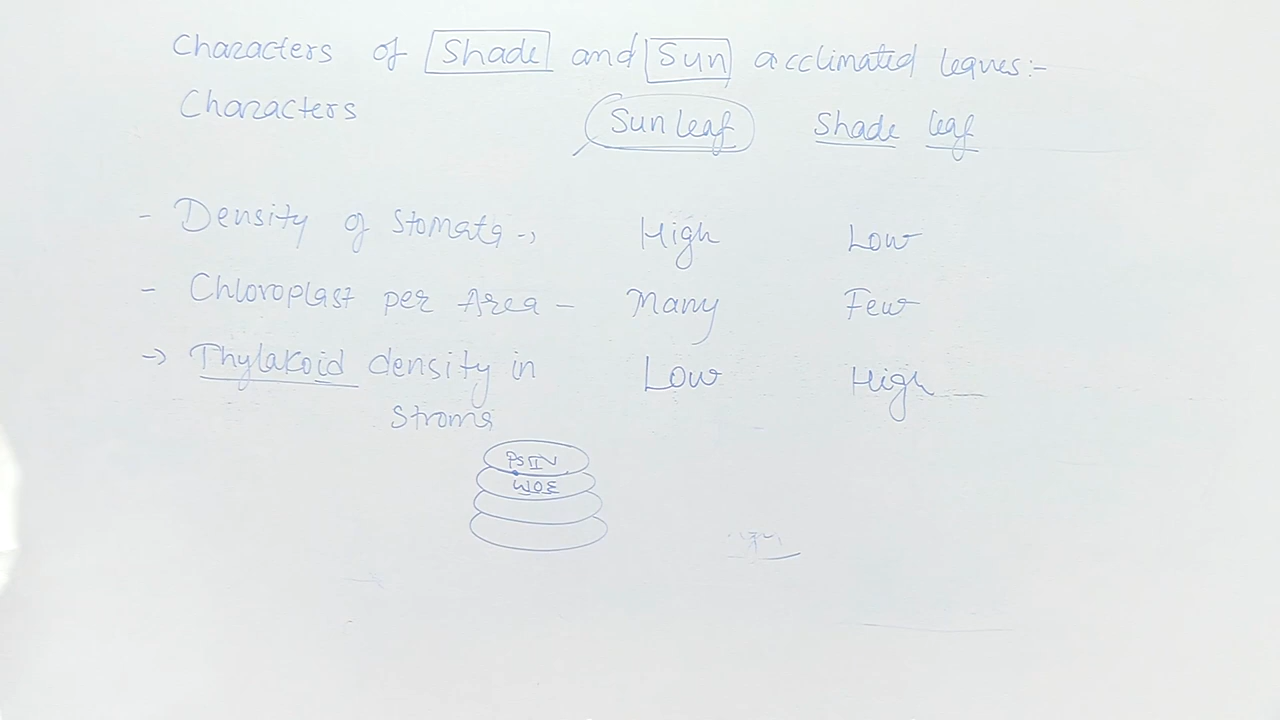 Characters of Shade and Sun acclimated leaves:-
Characters Sun leaf Shade leaf
- Density of Stomata -> High Low
- Chloroplast per Area - Many Few
-> Thylakoid density in Low High
Stroma
PSII
WOE